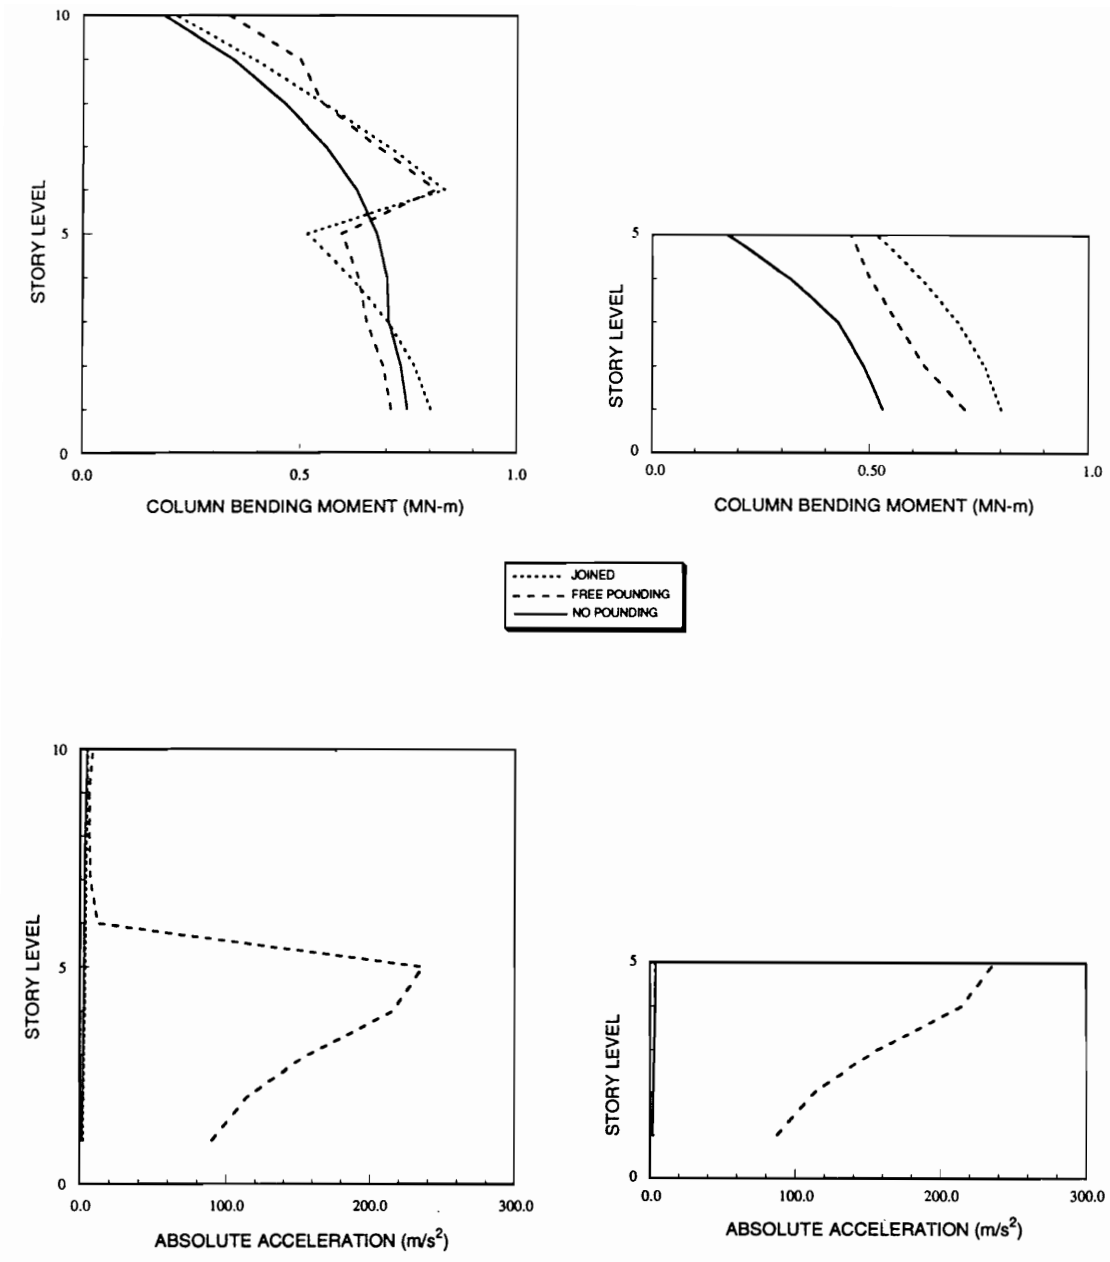 10
5
0
STORY LEVEL
0.0
0.5
1.0
COLUMN BENDING MOMENT (MN-m)
5
0
STORY LEVEL
0.0
0.50
1.0
COLUMN BENDING MOMENT (MN-m)
JOINED
FREE POUNDING
NO POUNDING
10
5
0
STORY LEVEL
0.0
100.0
200.0
300.0
ABSOLUTE ACCELERATION (m/s²)
5
0
STORY LEVEL
0.0
100.0
200.0
300.0
ABSOLUTE ACCELERATION (m/s²)